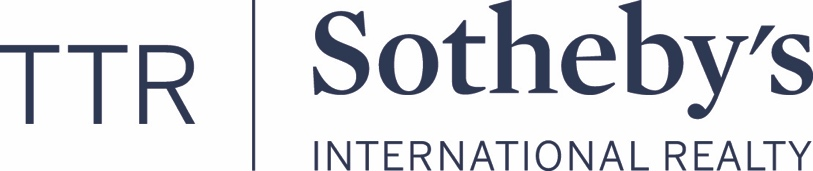 TTR
Sotheby's
INTERNATIONAL REALTY